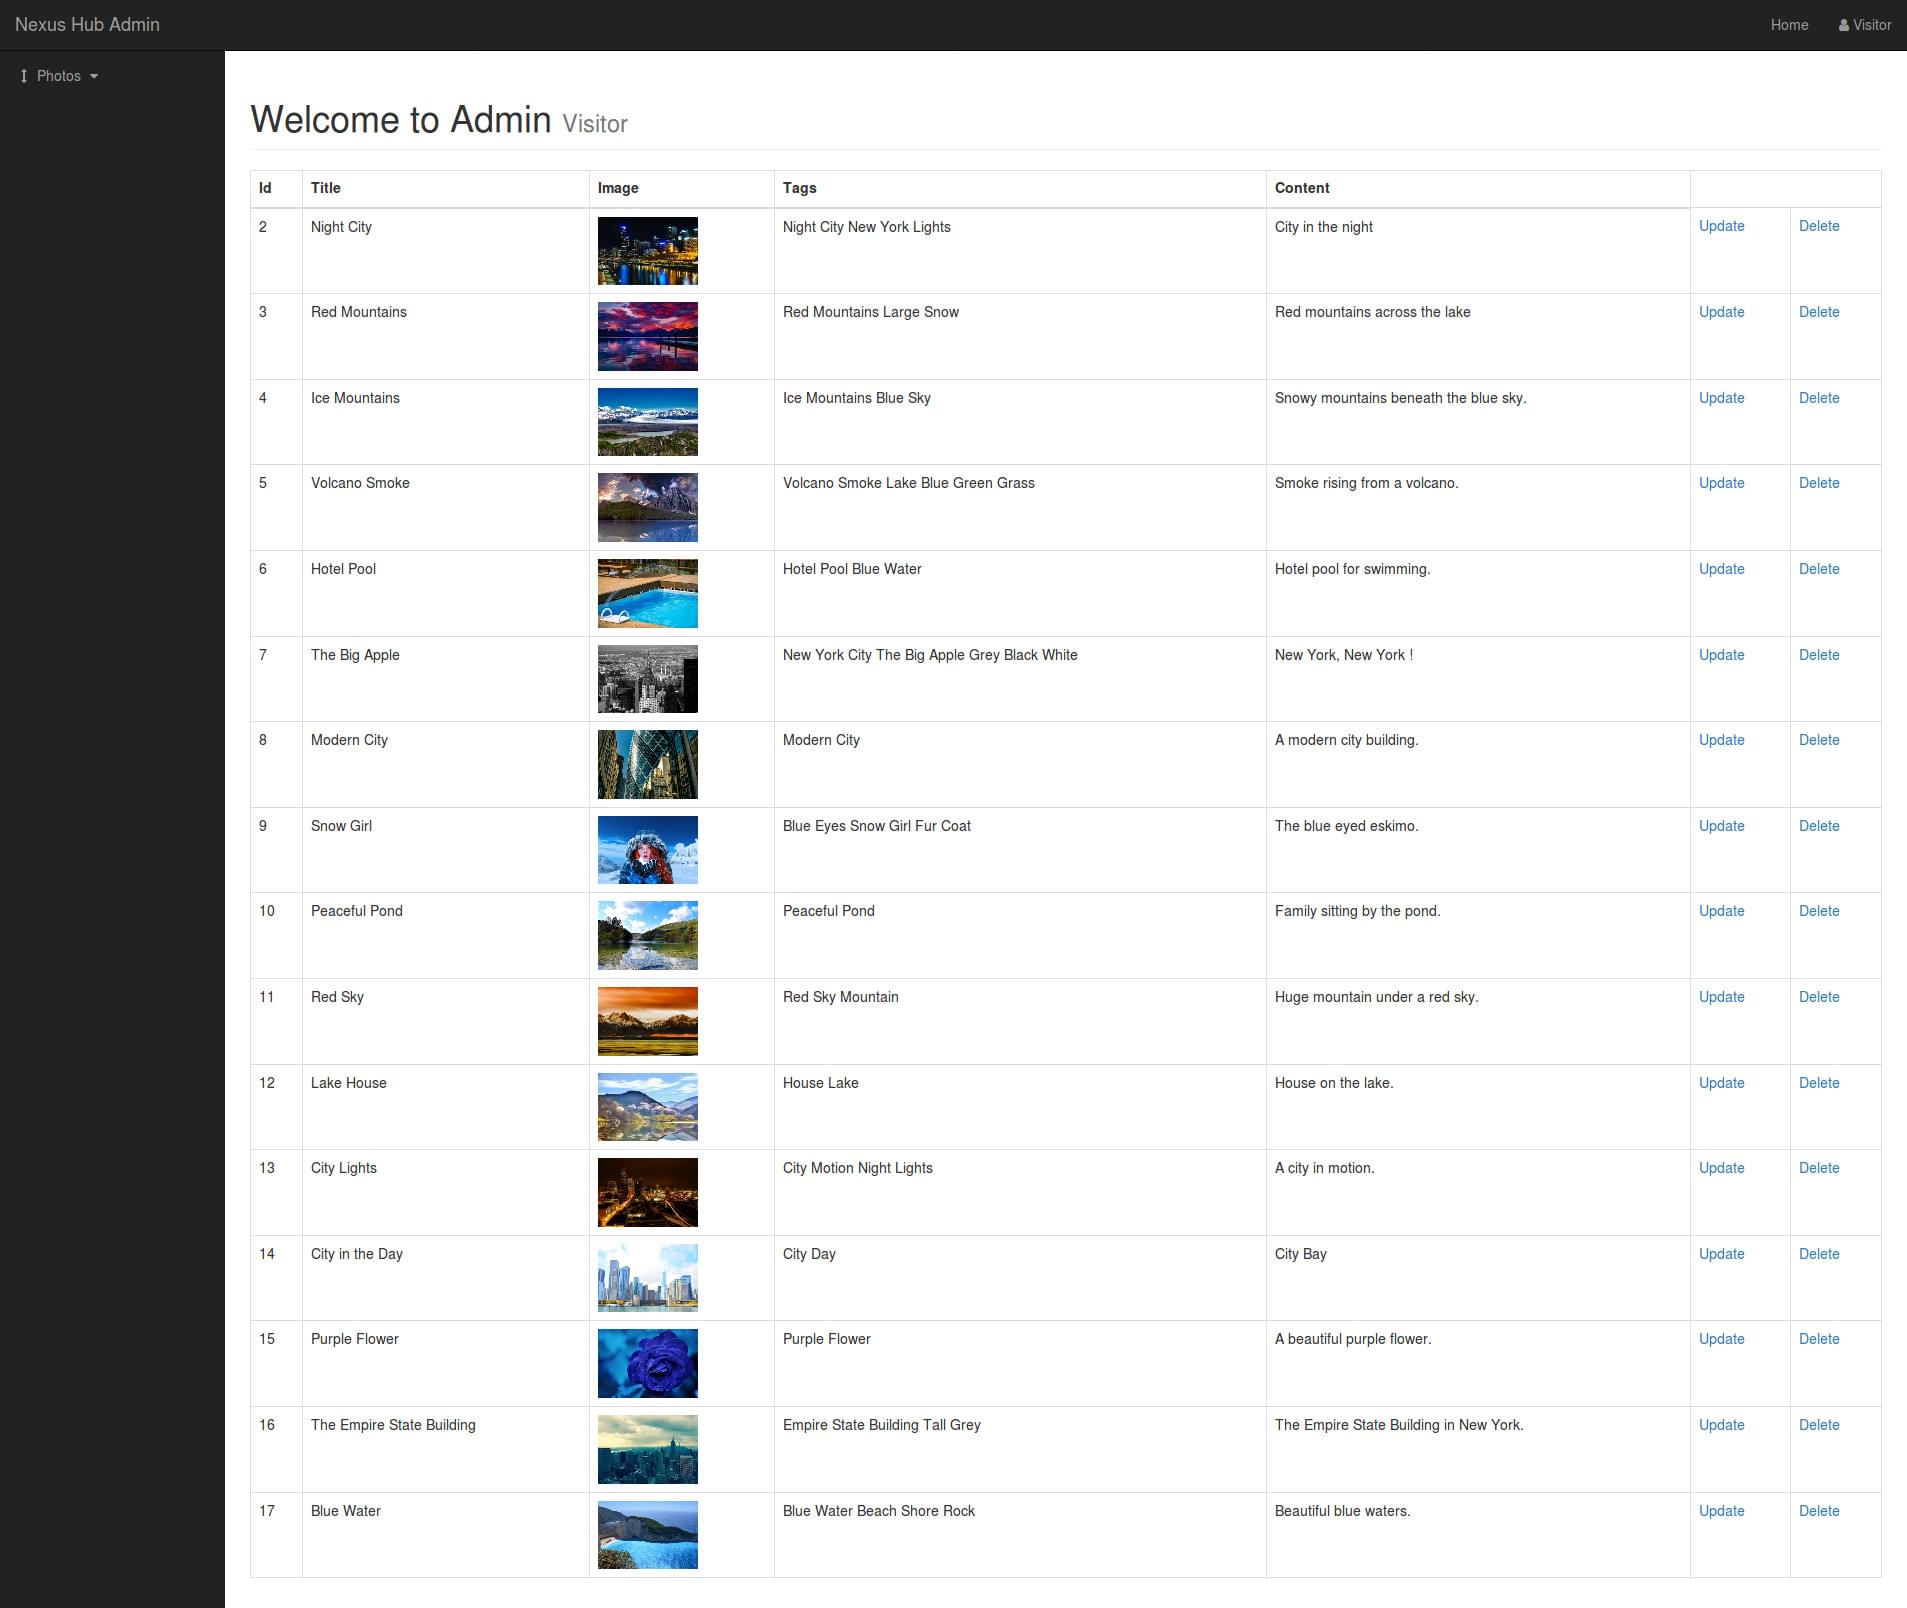 Nexus Hub Admin Home Visitor
Photos
Welcome to Admin Visitor
Id Title Image Tags Content
2 Night City Night City New York Lights City in the night Update Delete
3 Red Mountains Red Mountains Large Snow Red mountains across the lake Update Delete
4 Ice Mountains Ice Mountains Blue Sky Snowy mountains beneath the blue sky. Update Delete
5 Volcano Smoke Volcano Smoke Lake Blue Green Grass Smoke rising from a volcano. Update Delete
6 Hotel Pool Hotel Pool Blue Water Hotel pool for swimming. Update Delete
7 The Big Apple New York City The Big Apple Grey Black White New York, New York ! Update Delete
8 Modern City Modern City A modern city building. Update Delete
9 Snow Girl Blue Eyes Snow Girl Fur Coat The blue eyed eskimo. Update Delete
10 Peaceful Pond Peaceful Pond Family sitting by the pond. Update Delete
11 Red Sky Red Sky Mountain Huge mountain under a red sky. Update Delete
12 Lake House House Lake House on the lake. Update Delete
13 City Lights City Motion Night Lights A city in motion. Update Delete
14 City in the Day City Day City Bay Update Delete
15 Purple Flower Purple Flower A beautiful purple flower. Update Delete
16 The Empire State Building Empire State Building Tall Grey The Empire State Building in New York. Update Delete
17 Blue Water Blue Water Beach Shore Rock Beautiful blue waters. Update Delete